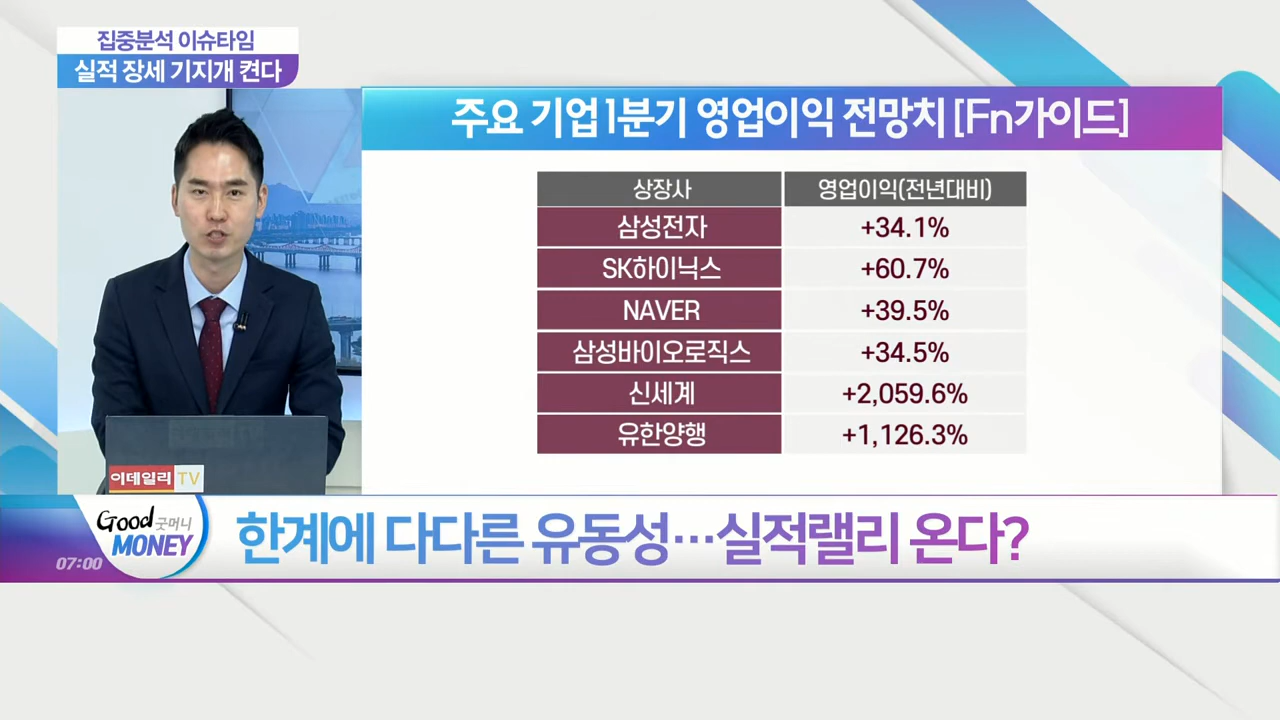 집중분석 이슈타임
실적 장세 기지개 켠다
주요 기업 1분기 영업이익 전망치 [Fn가이드]
상장사 영업이익(전년대비)
삼성전자 +34.1%
SK하이닉스 +60.7%
NAVER +39.5%
삼성바이오로직스 +34.5%
신세계 +2,059.6%
유한양행 +1,126.3%
이데일리 TV
Good 굿머니
MONEY
07:00
한계에 다다른 유동성…실적랠리 온다?